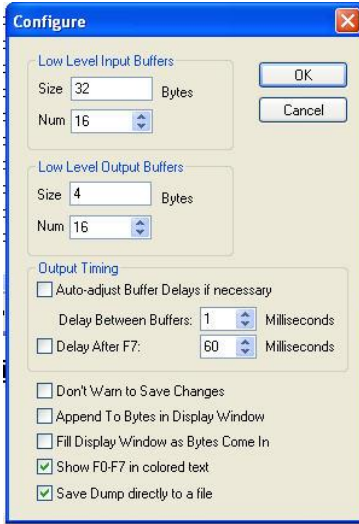 Configure
Low Level Input Buffers
Size 32 Bytes
Num 16
OK
Cancel
Low Level Output Buffers
Size 4 Bytes
Num 16
Output Timing
Auto-adjust Buffer Delays if necessary
Delay Between Buffers: 1 Milliseconds
Delay After F7: 60 Milliseconds
Don't Warn to Save Changes
Append To Bytes in Display Window
Fill Display Window as Bytes Come In
Show F0-F7 in colored text
Save Dump directly to a file